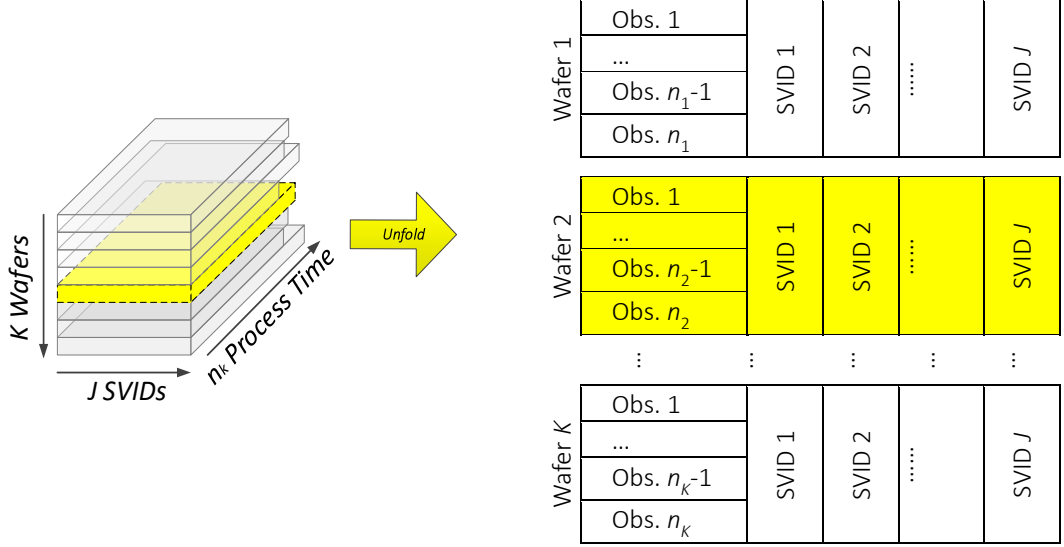 K Wafers
J SVIDs
nk Process Time
Unfold
Wafer 1
Obs. 1
...
Obs. n1-1
Obs. n1
SVID 1
SVID 2
......
SVID J
Wafer 2
Obs. 1
...
Obs. n2-1
Obs. n2
SVID 1
SVID 2
......
SVID J
... ... ... ... ...
Wafer K
Obs. 1
...
Obs. nK-1
Obs. nK
SVID 1
SVID 2
......
SVID J